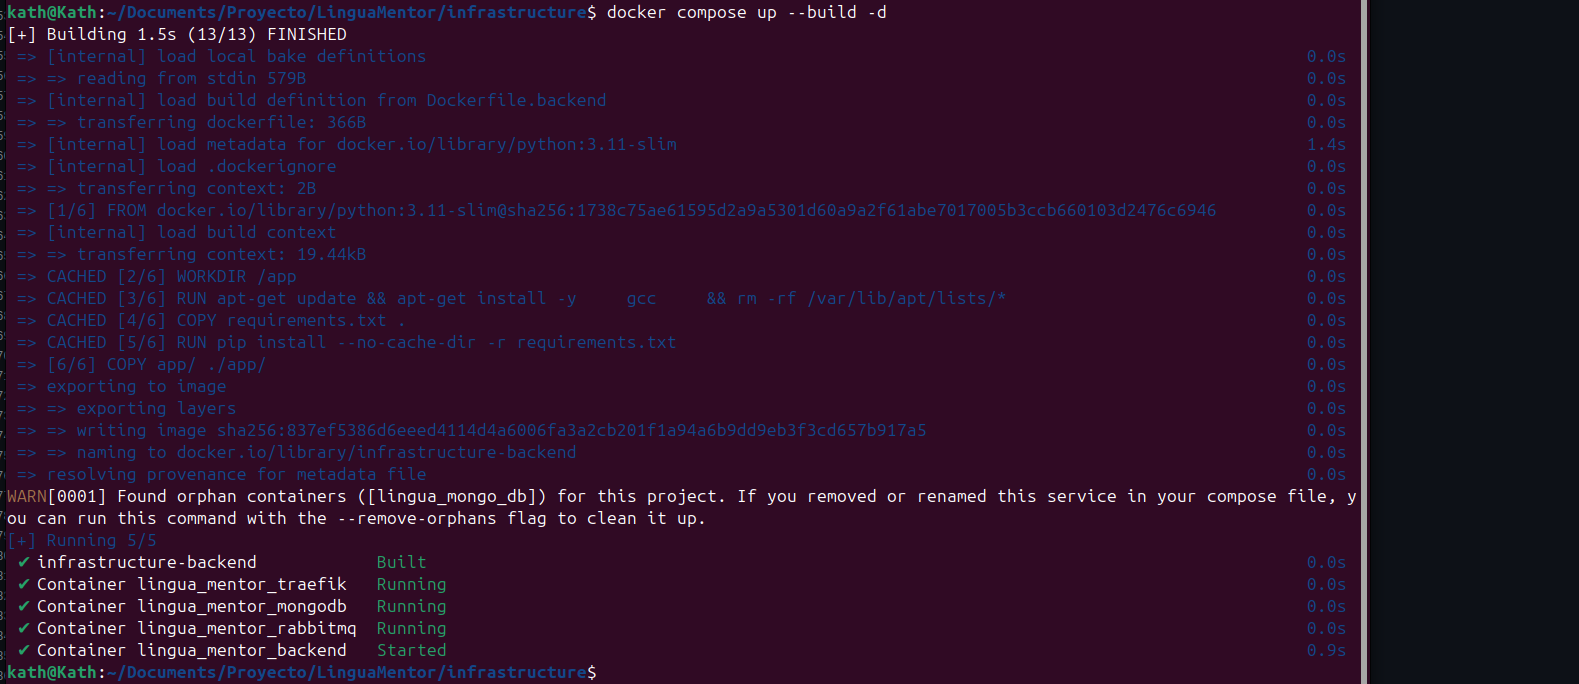 kath@Kath:~/Documents/Proyecto/LinguaMentor/infrastructure$ docker compose up --build -d
[+] Building 1.5s (13/13) FINISHED
=> [internal] load local bake definitions 0.0s
=> => reading from stdin 579B 0.0s
=> [internal] load build definition from Dockerfile.backend 0.0s
=> => transferring dockerfile: 366B 0.0s
=> [internal] load metadata for docker.io/library/python:3.11-slim 1.4s
=> [internal] load .dockerignore 0.0s
=> => transferring context: 2B 0.0s
=> [1/6] FROM docker.io/library/python:3.11-slim@sha256:1738c75ae61595d2a9a5301d60a9a2f61abe7017005b3ccb660103d2476c6946 0.0s
=> [internal] load build context 0.0s
=> => transferring context: 19.44kB 0.0s
=> CACHED [2/6] WORKDIR /app 0.0s
=> CACHED [3/6] RUN apt-get update && apt-get install -y     gcc     && rm -rf /var/lib/apt/lists/* 0.0s
=> CACHED [4/6] COPY requirements.txt . 0.0s
=> CACHED [5/6] RUN pip install --no-cache-dir -r requirements.txt 0.0s
=> [6/6] COPY app/ ./app/ 0.0s
=> exporting to image 0.0s
=> => exporting layers 0.0s
=> => writing image sha256:837ef5386d6eeed4114d4a6006fa3a2cb201f1a94a6b9dd9eb3f3cd657b917a5 0.0s
=> => naming to docker.io/library/infrastructure-backend 0.0s
=> resolving provenance for metadata file 0.0s
WARN[0001] Found orphan containers ([lingua_mongo_db]) for this project. If you removed or renamed this service in your compose file, y
ou can run this command with the --remove-orphans flag to clean it up.
[+] Running 5/5
✔ infrastructure-backend Built 0.0s
✔ Container lingua_mentor_traefik Running 0.0s
✔ Container lingua_mentor_mongodb Running 0.0s
✔ Container lingua_mentor_rabbitmq Running 0.0s
✔ Container lingua_mentor_backend Started 0.9s
kath@Kath:~/Documents/Proyecto/LinguaMentor/infrastructure$